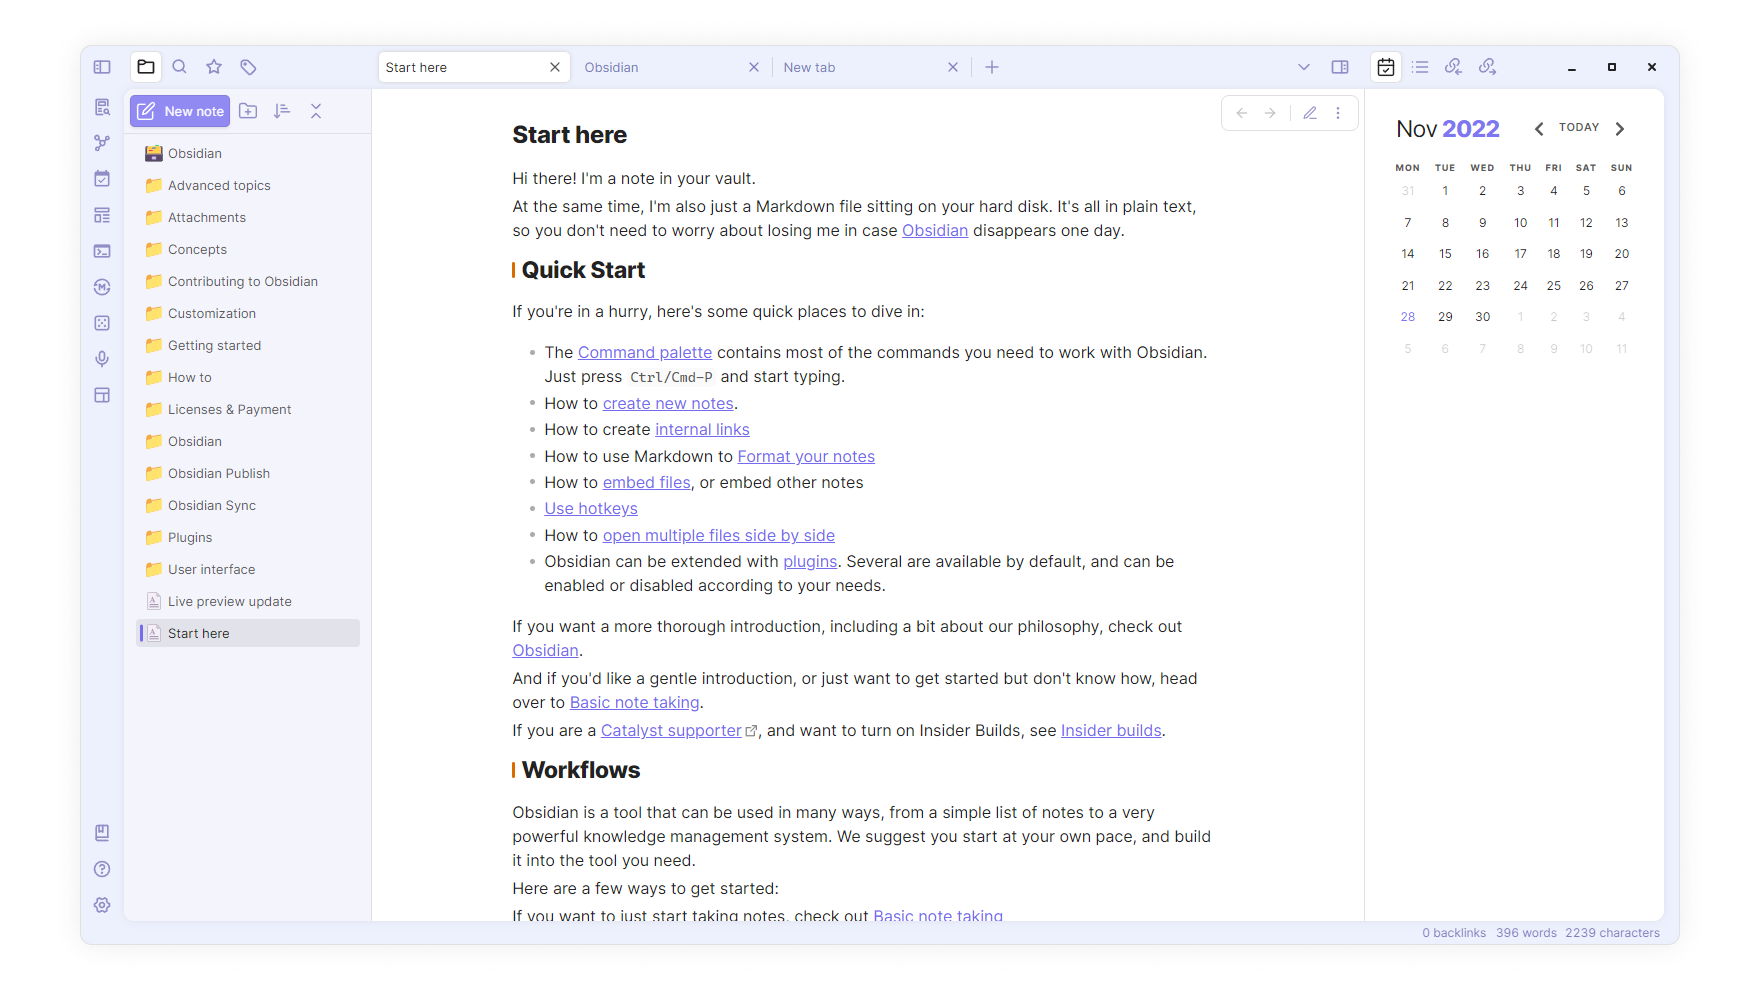 Start here
Obsidian
New tab
New note
Obsidian
Advanced topics
Attachments
Concepts
Contributing to Obsidian
Customization
Getting started
How to
Licenses & Payment
Obsidian
Obsidian Publish
Obsidian Sync
Plugins
User interface
Live preview update
Start here
Start here
Hi there! I'm a note in your vault.
At the same time, I'm also just a Markdown file sitting on your hard disk. It's all in plain text,
so you don't need to worry about losing me in case Obsidian disappears one day.
Quick Start
If you're in a hurry, here's some quick places to dive in:
The Command palette contains most of the commands you need to work with Obsidian.
Just press Ctrl/Cmd-P and start typing.
How to create new notes.
How to create internal links
How to use Markdown to Format your notes
How to embed files, or embed other notes
Use hotkeys
How to open multiple files side by side
Obsidian can be extended with plugins. Several are available by default, and can be
enabled or disabled according to your needs.
If you want a more thorough introduction, including a bit about our philosophy, check out
Obsidian.
And if you'd like a gentle introduction, or just want to get started but don't know how, head
over to Basic note taking.
If you are a Catalyst supporter, and want to turn on Insider Builds, see Insider builds.
Workflows
Obsidian is a tool that can be used in many ways, from a simple list of notes to a very
powerful knowledge management system. We suggest you start at your own pace, and build
it into the tool you need.
Here are a few ways to get started:
If you want to just start taking notes, check out Basic note taking
Nov 2022
TODAY
MON TUE WED THU FRI SAT SUN
31 1 2 3 4 5 6
7 8 9 10 11 12 13
14 15 16 17 18 19 20
21 22 23 24 25 26 27
28 29 30 1 2 3 4
5 6 7 8 9 10 11
0 backlinks 396 words 2239 characters